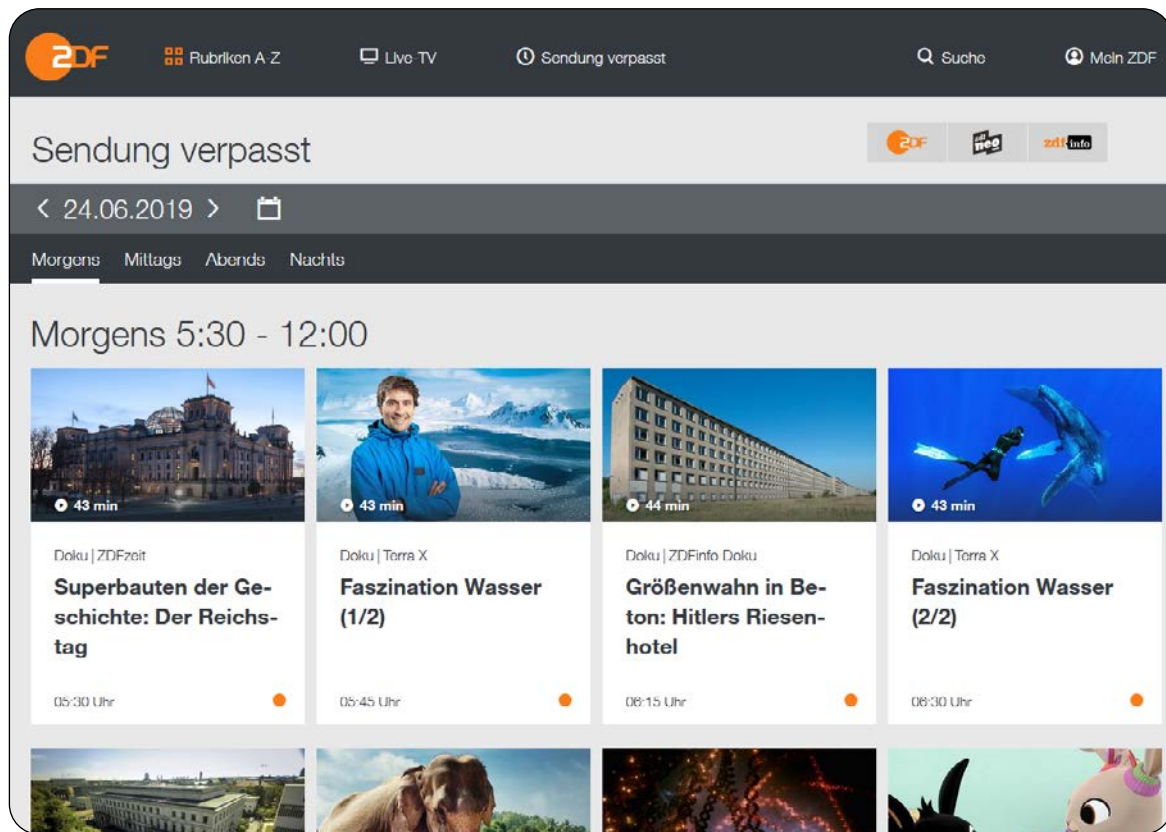 ZDF Rubriken A-Z Live-TV Sendung verpasst Suche Mein ZDF
Sendung verpasst
ZDF zdf neo zdf info
24.06.2019
Morgens Mittags Abends Nachts
Morgens 5:30 - 12:00
43 min
Doku | ZDFzeit
Superbauten der Ge-
schichte: Der Reichs-
tag
05:30 Uhr
43 min
Doku | Terra X
Faszination Wasser
(1/2)
05:45 Uhr
44 min
Doku | ZDFinfo Doku
Größenwahn in Be-
ton: Hitlers Riesen-
hotel
06:15 Uhr
43 min
Doku | Terra X
Faszination Wasser
(2/2)
06:30 Uhr